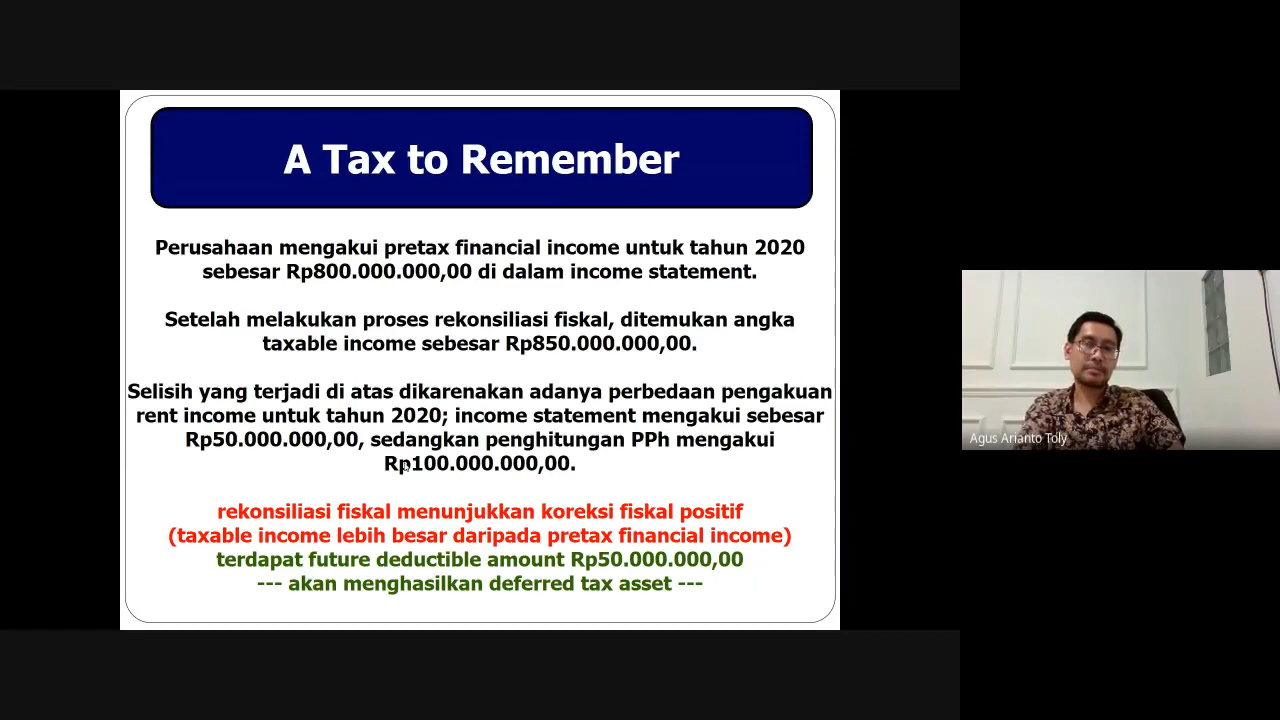 A Tax to Remember
Perusahaan mengakui pretax financial income untuk tahun 2020
sebesar Rp800.000.000,00 di dalam income statement.
Setelah melakukan proses rekonsiliasi fiskal, ditemukan angka
taxable income sebesar Rp850.000.000,00.
Selisih yang terjadi di atas dikarenakan adanya perbedaan pengakuan
rent income untuk tahun 2020; income statement mengakui sebesar
Rp50.000.000,00, sedangkan penghitungan PPh mengakui
Rp100.000.000,00.
rekonsiliasi fiskal menunjukkan koreksi fiskal positif
(taxable income lebih besar daripada pretax financial income)
terdapat future deductible amount Rp50.000.000,00
--- akan menghasilkan deferred tax asset ---
Agus Arianto Toly